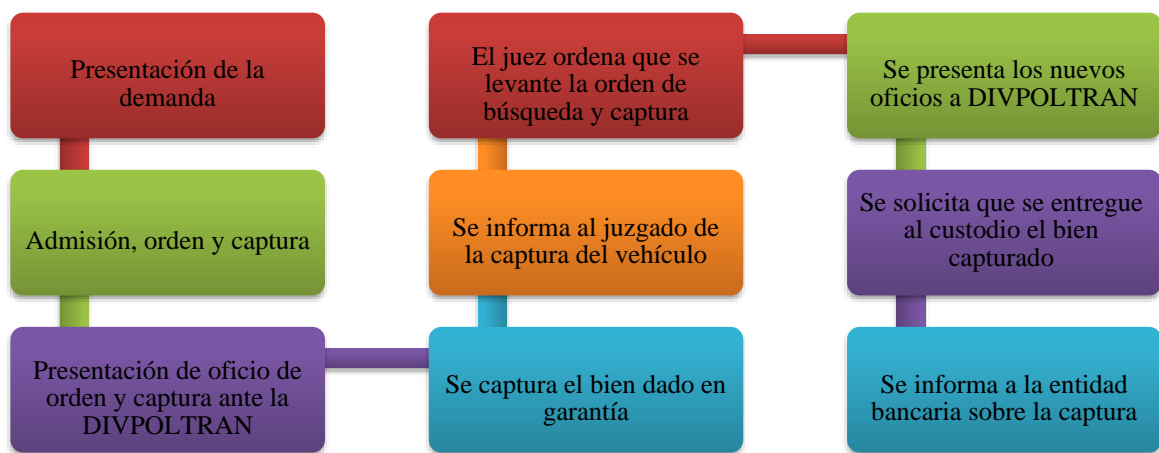 Presentación de la
demanda
Admisión, orden y captura
Presentación de oficio de
orden y captura ante la
DIVPOLTRAN
Se captura el bien dado en
garantía
Se informa al juzgado de
la captura del vehículo
El juez ordena que se
levante la orden de
búsqueda y captura
Se presenta los nuevos
oficios a DIVPOLTRAN
Se solicita que se entregue
al custodio el bien
capturado
Se informa a la entidad
bancaria sobre la captura